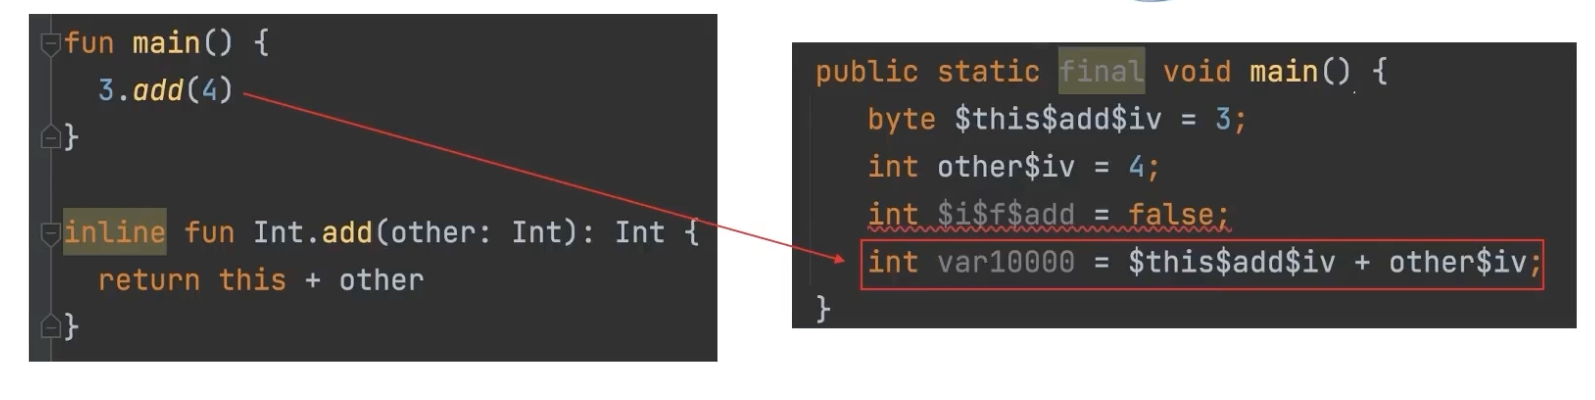 fun main() {
3.add(4)
}
inline fun Int.add(other: Int): Int {
return this + other
}
public static final void main() {
byte $this$add$iv = 3;
int other$iv = 4;
int $i$f$add = false;
int var10000 = $this$add$iv + other$iv;
}